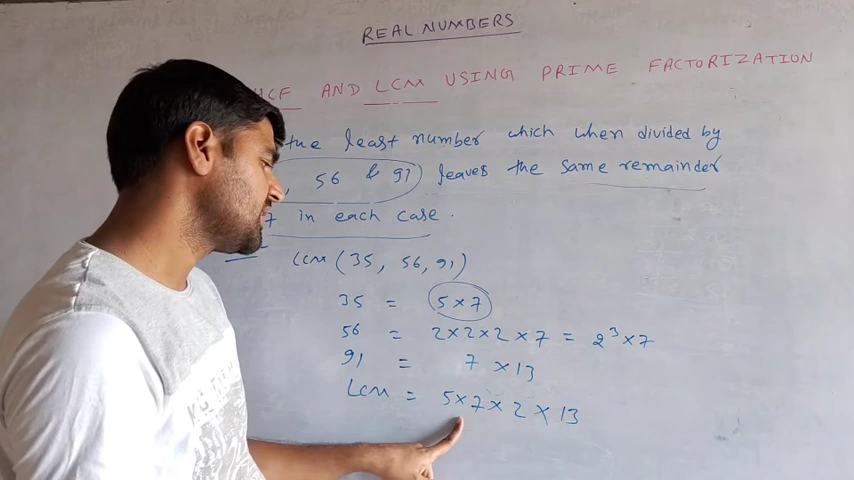 REAL NUMBERS
HCF AND LCM USING PRIME FACTORIZATION
the least number which when divided by
, 56 & 91 leaves the same remainder
7 in each case.
LCM (35, 56, 91)
35 = 5 × 7
56 = 2×2×2×7 = 2³×7
91 = 7 × 13
LCM = 5×7×2×13